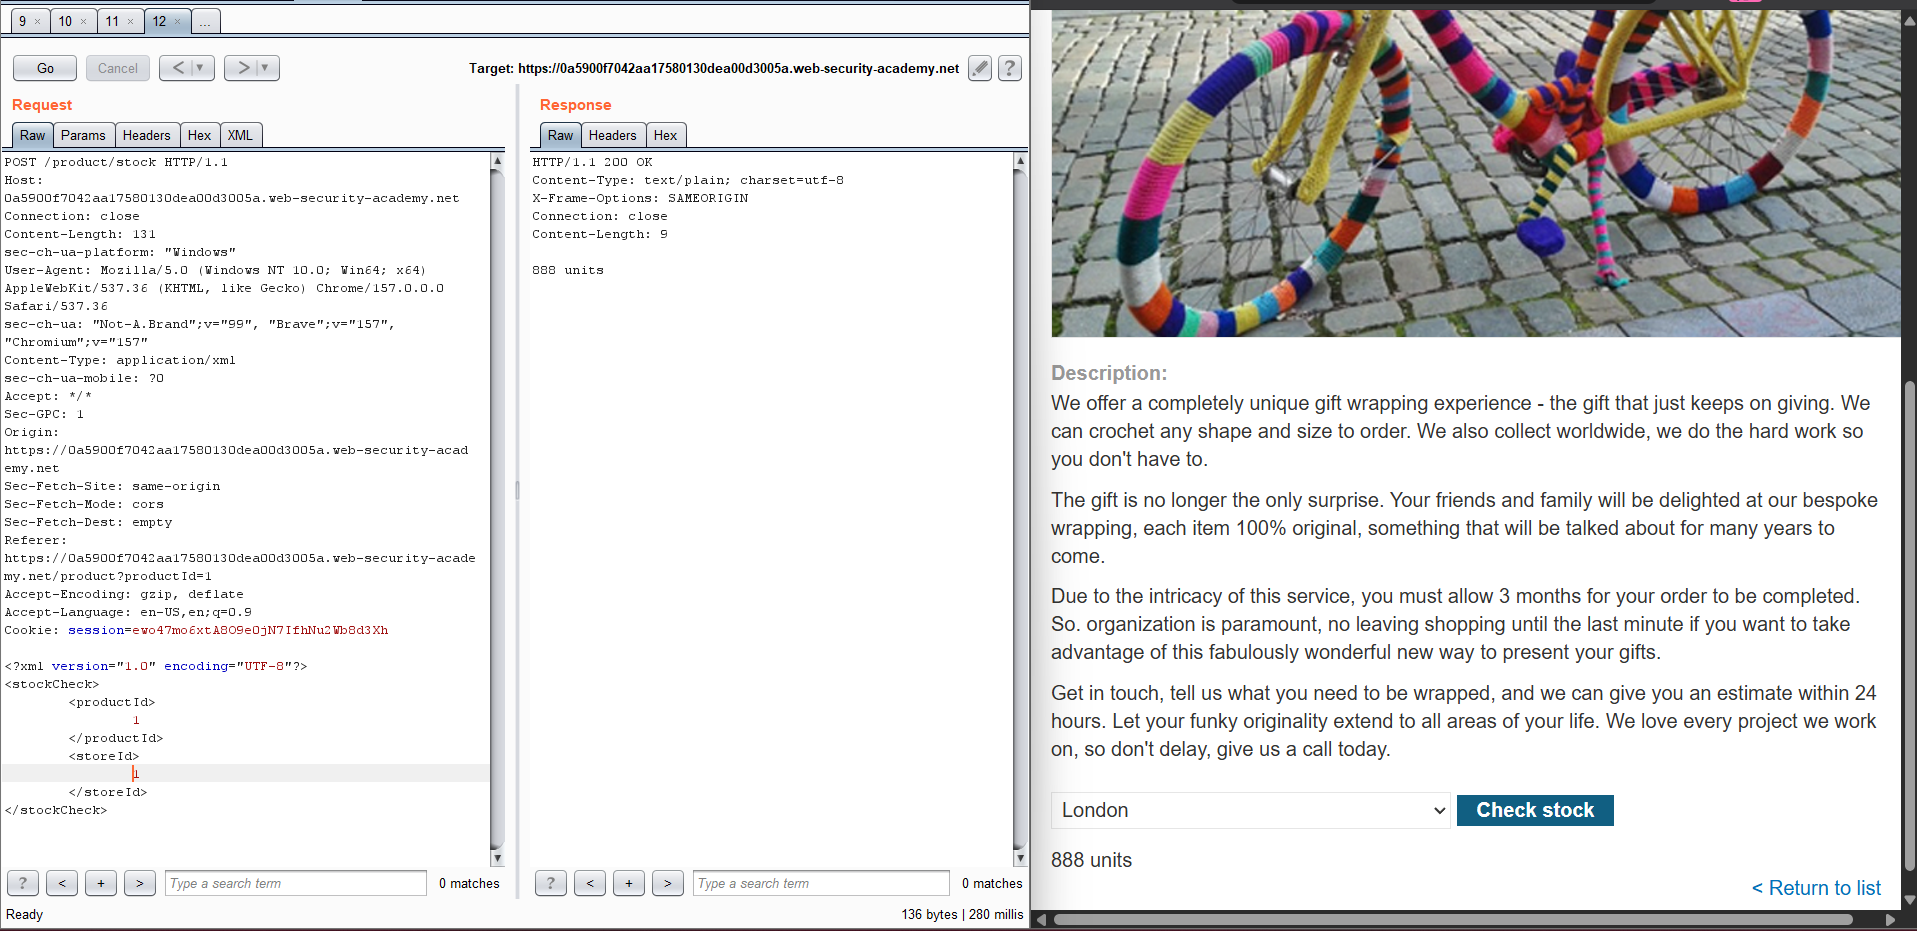 9 × 10 × 11 × 12 × ...
Go Cancel < ▼ > ▼ Target: https://0a5900f7042aa17580130dea00d3005a.web-security-academy.net ?
Request
Raw Params Headers Hex XML
POST /product/stock HTTP/1.1
Host:
0a5900f7042aa17580130dea00d3005a.web-security-academy.net
Connection: close
Content-Length: 131
sec-ch-ua-platform: "Windows"
User-Agent: Mozilla/5.0 (Windows NT 10.0; Win64; x64)
AppleWebKit/537.36 (KHTML, like Gecko) Chrome/157.0.0.0
Safari/537.36
sec-ch-ua: "Not-A.Brand";v="99", "Brave";v="157",
"Chromium";v="157"
Content-Type: application/xml
sec-ch-ua-mobile: ?0
Accept: */*
Sec-GPC: 1
Origin:
https://0a5900f7042aa17580130dea00d3005a.web-security-acad
emy.net
Sec-Fetch-Site: same-origin
Sec-Fetch-Mode: cors
Sec-Fetch-Dest: empty
Referer:
https://0a5900f7042aa17580130dea00d3005a.web-security-acade
my.net/product?productId=1
Accept-Encoding: gzip, deflate
Accept-Language: en-US,en;q=0.9
Cookie: session=ewo47mo6xtA8O9e0jN7IfhNu2Wb8d3Xh
<?xml version="1.0" encoding="UTF-8"?>
<stockCheck>
<productId>
1
</productId>
<storeId>
1
</storeId>
</stockCheck>
? < + > Type a search term 0 matches
Ready
Response
Raw Headers Hex
HTTP/1.1 200 OK
Content-Type: text/plain; charset=utf-8
X-Frame-Options: SAMEORIGIN
Connection: close
Content-Length: 9
888 units
? < + > Type a search term 0 matches
136 bytes | 280 millis
Description:
We offer a completely unique gift wrapping experience - the gift that just keeps on giving. We
can crochet any shape and size to order. We also collect worldwide, we do the hard work so
you don't have to.
The gift is no longer the only surprise. Your friends and family will be delighted at our bespoke
wrapping, each item 100% original, something that will be talked about for many years to
come.
Due to the intricacy of this service, you must allow 3 months for your order to be completed.
So. organization is paramount, no leaving shopping until the last minute if you want to take
advantage of this fabulously wonderful new way to present your gifts.
Get in touch, tell us what you need to be wrapped, and we can give you an estimate within 24
hours. Let your funky originality extend to all areas of your life. We love every project we work
on, so don't delay, give us a call today.
London Check stock
888 units
< Return to list